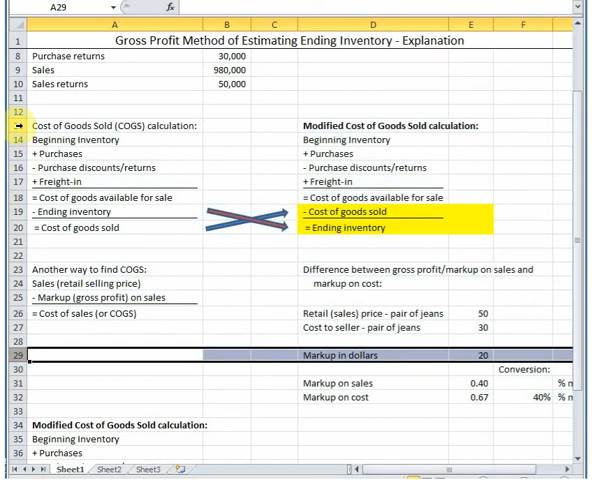 A29 fx
A B C D E F
1 Gross Profit Method of Estimating Ending Inventory - Explanation
8 Purchase returns 30,000
9 Sales 980,000
10 Sales returns 50,000
11
12
Cost of Goods Sold (COGS) calculation: Modified Cost of Goods Sold calculation:
14 Beginning Inventory Beginning Inventory
15 + Purchases + Purchases
16 - Purchase discounts/returns - Purchase discounts/returns
17 + Freight-in + Freight-in
18 = Cost of goods available for sale = Cost of goods available for sale
19 - Ending inventory - Cost of goods sold
20 = Cost of goods sold = Ending inventory
21
22
23 Another way to find COGS: Difference between gross profit/markup on sales and
24 Sales (retail selling price) markup on cost:
25 - Markup (gross profit) on sales
26 = Cost of sales (or COGS) Retail (sales) price - pair of jeans 50
27 Cost to seller - pair of jeans 30
28
29 Markup in dollars 20
30 Conversion:
31 Markup on sales 0.40 % m
32 Markup on cost 0.67 40% % m
33
34 Modified Cost of Goods Sold calculation:
35 Beginning Inventory
36 + Purchases
Sheet1 Sheet2 Sheet3